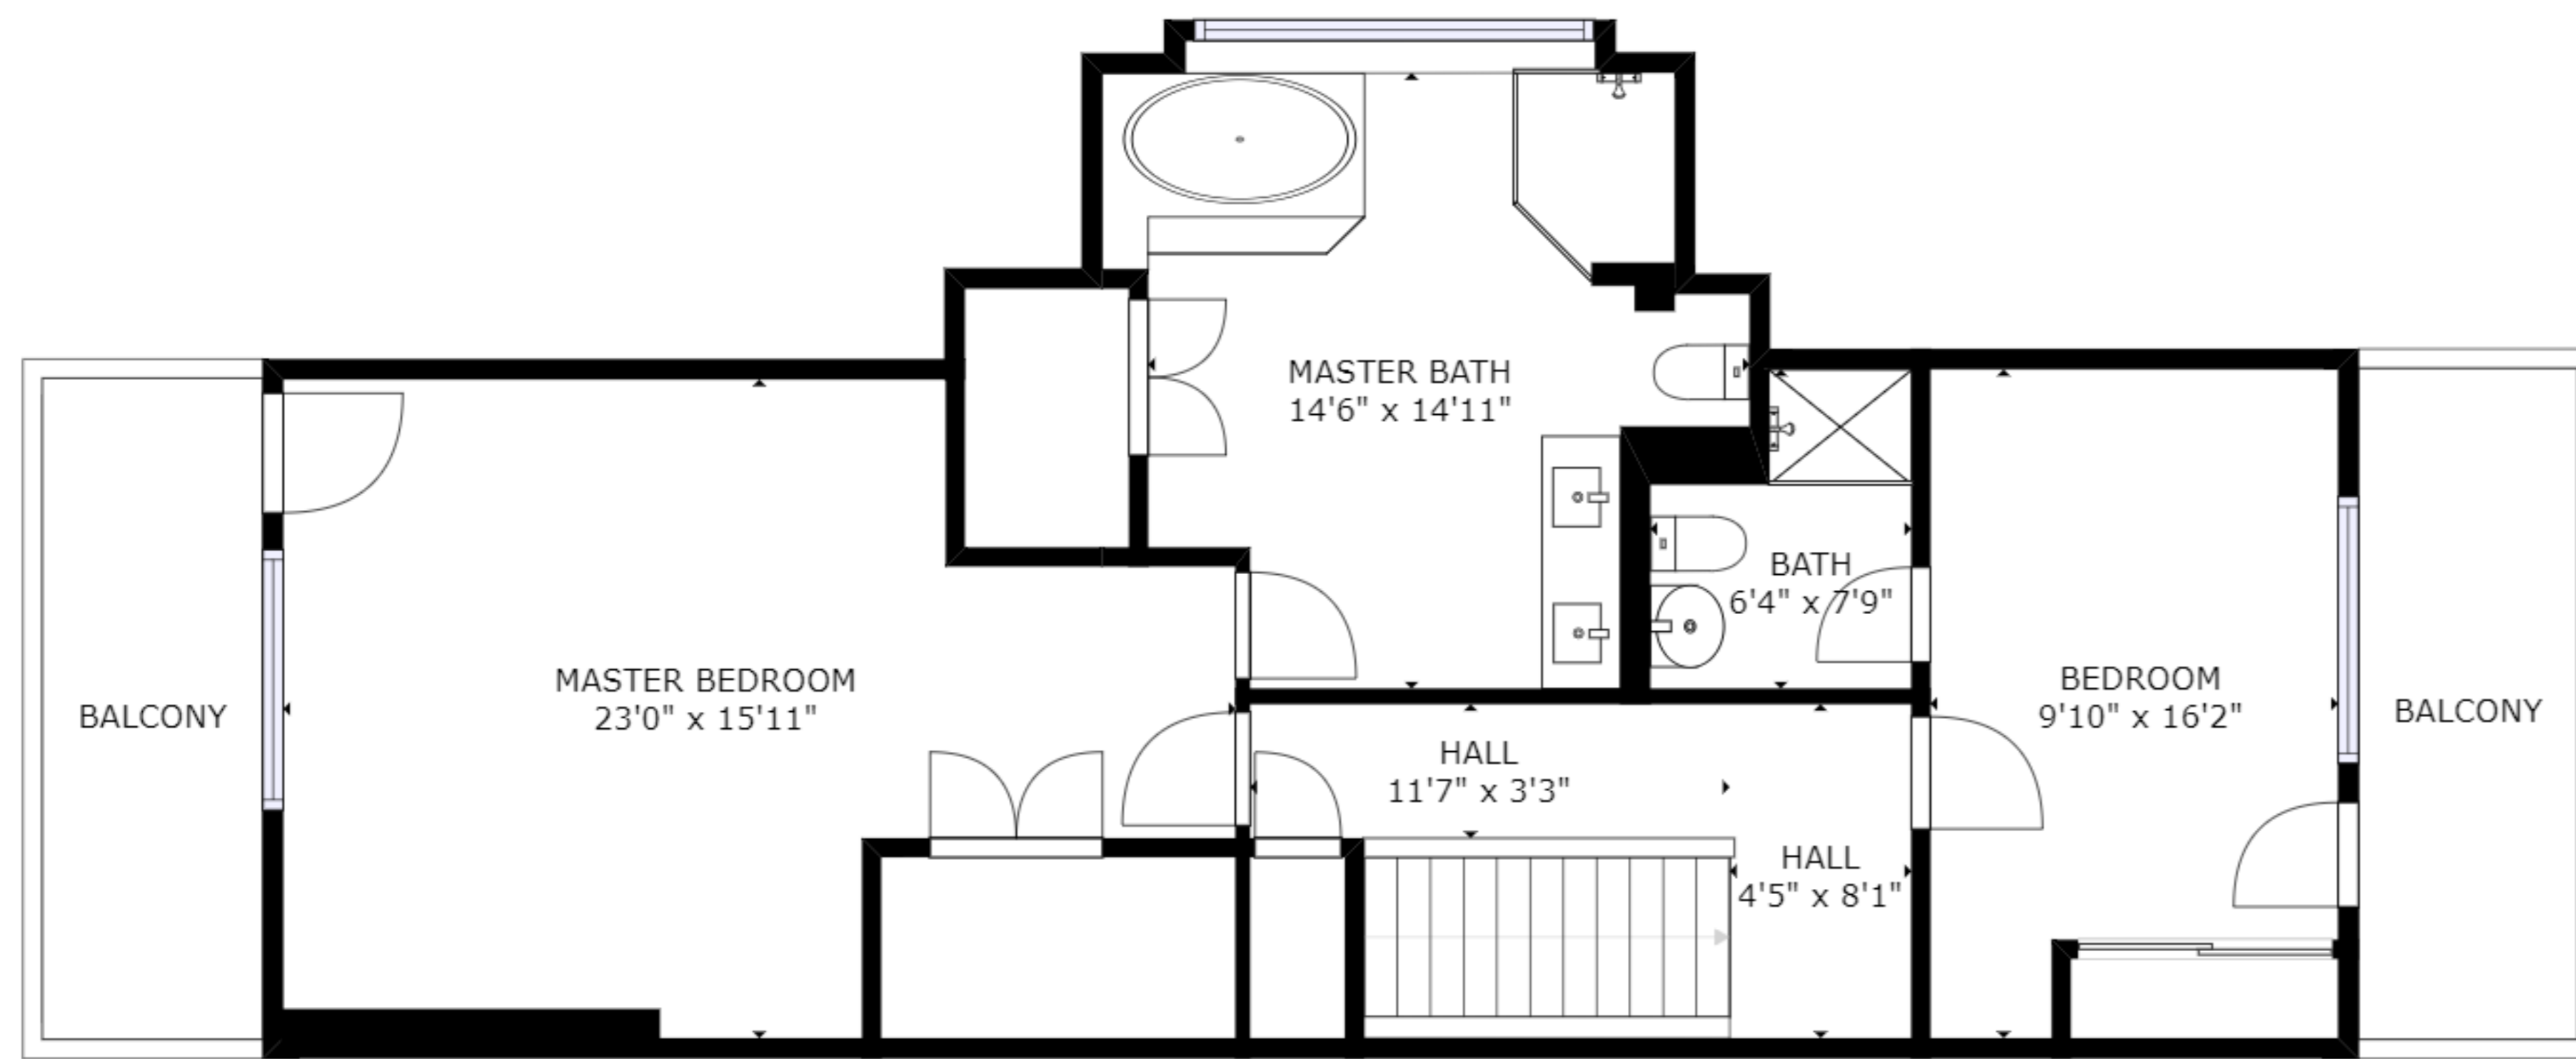 MASTER BATH
14'6" x 14'11"
BATH
6'4" x 7'9"
MASTER BEDROOM
23'0" x 15'11"
BEDROOM
9'10" x 16'2"
BALCONY
BALCONY
HALL
11'7" x 3'3"
HALL
4'5" x 8'1"